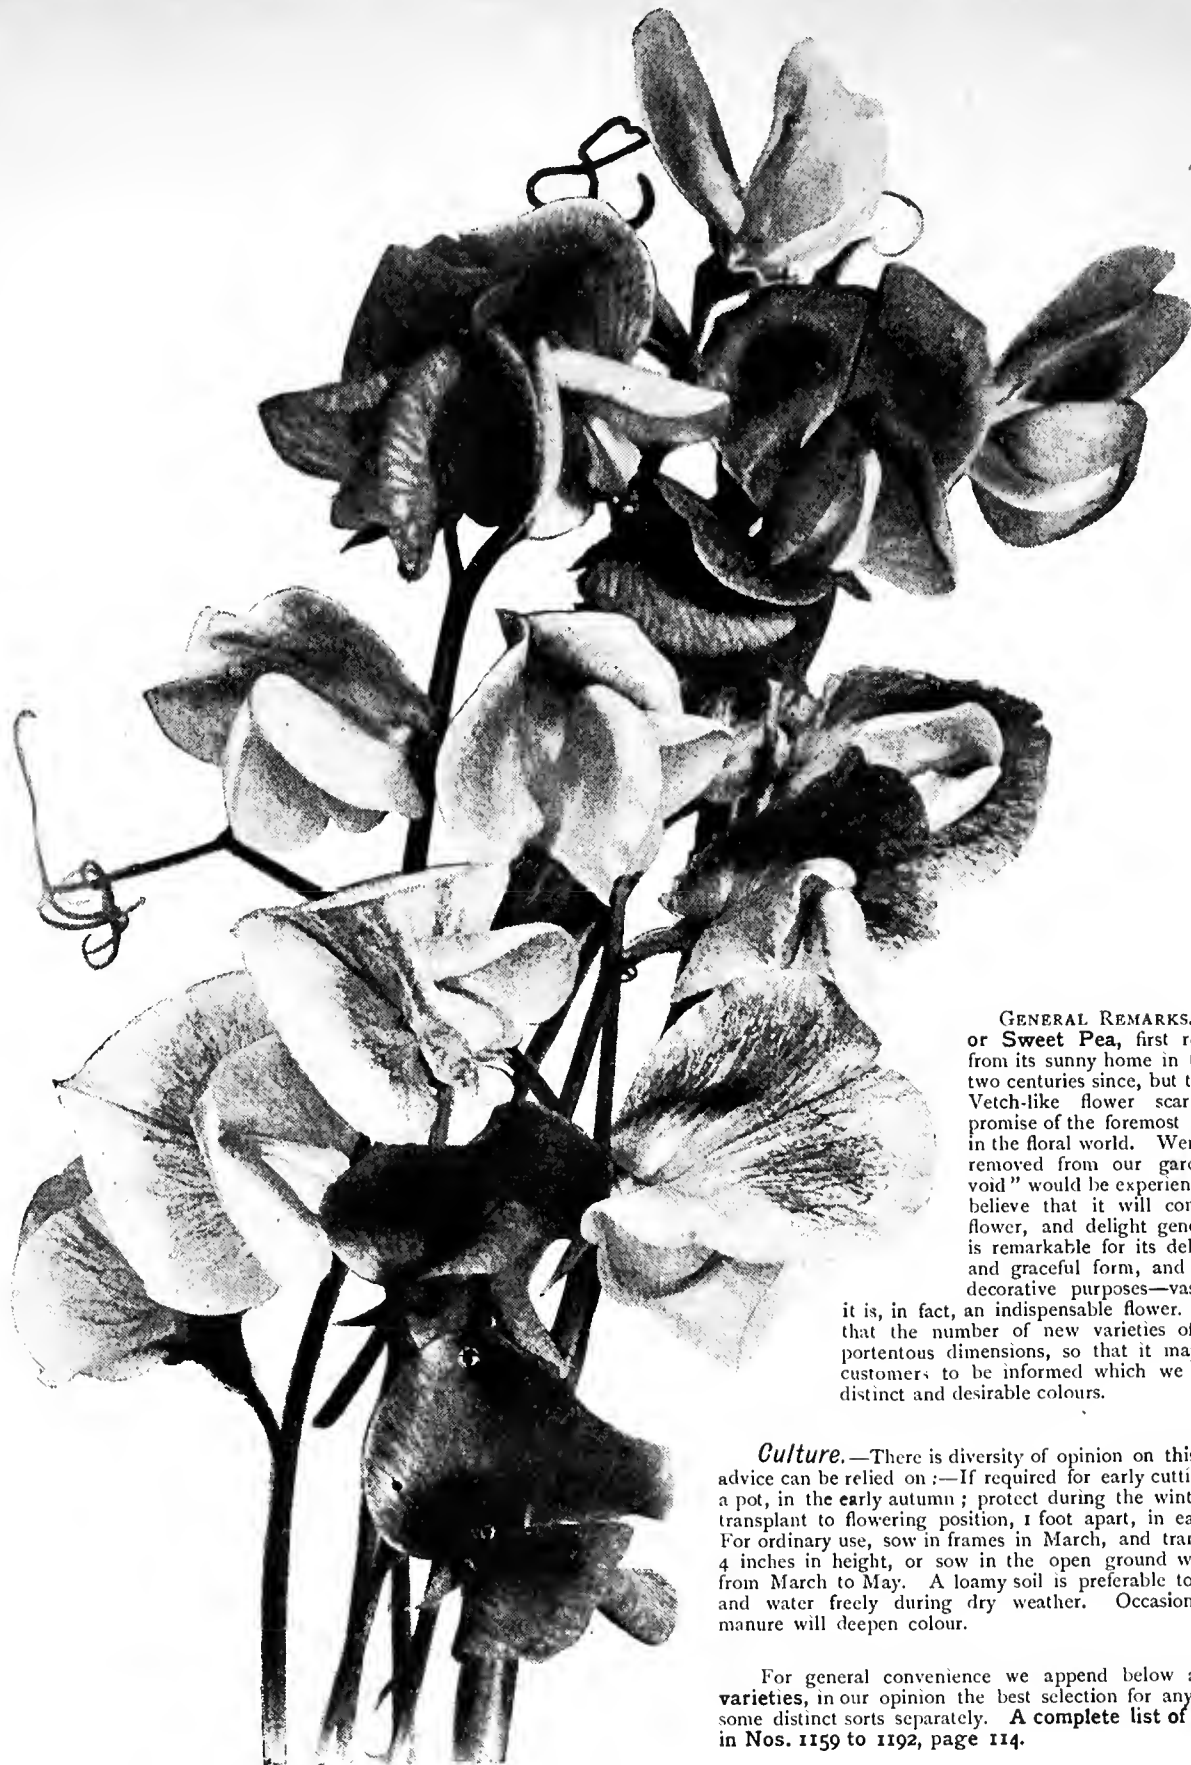 GENERAL REMARKS.
or Sweet Pea, first r
from its sunny home in
two centuries since, but t
Vetch-like flower scar
promise of the foremost
in the floral world. Wer
removed from our gar
void" would be experien
believe that it will con
flower, and delight gen
is remarkable for its del
and graceful form, and
decorative purposes—vas
it is, in fact, an indispensable flower.
that the number of new varieties of
portentous dimensions, so that it ma
customers to be informed which we
distinct and desirable colours.
Culture.—There is diversity of opinion on this
advice can be relied on :—If required for early cutti
a pot, in the early autumn ; protect during the wint
transplant to flowering position, 1 foot apart, in ea
For ordinary use, sow in frames in March, and tran
4 inches in height, or sow in the open ground w
from March to May. A loamy soil is preferable to
and water freely during dry weather. Occasion
manure will deepen colour.
For general convenience we append below a
varieties, in our opinion the best selection for any
some distinct sorts separately. A complete list of
in Nos. 1159 to 1192, page 114.